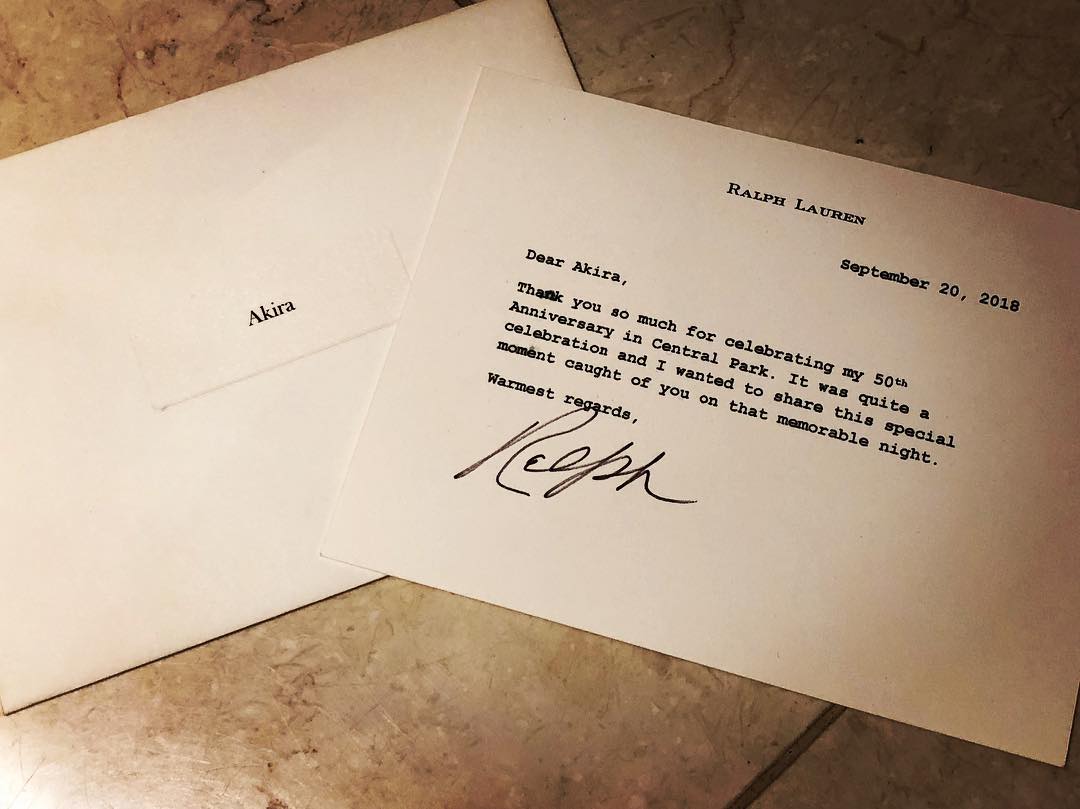 Akira
RALPH LAUREN
September 20, 2018
Dear Akira,
Thank you so much for celebrating my 50th
Anniversary in Central Park. It was quite a
celebration and I wanted to share this special
moment caught of you on that memorable night.
Warmest regards,
Ralph